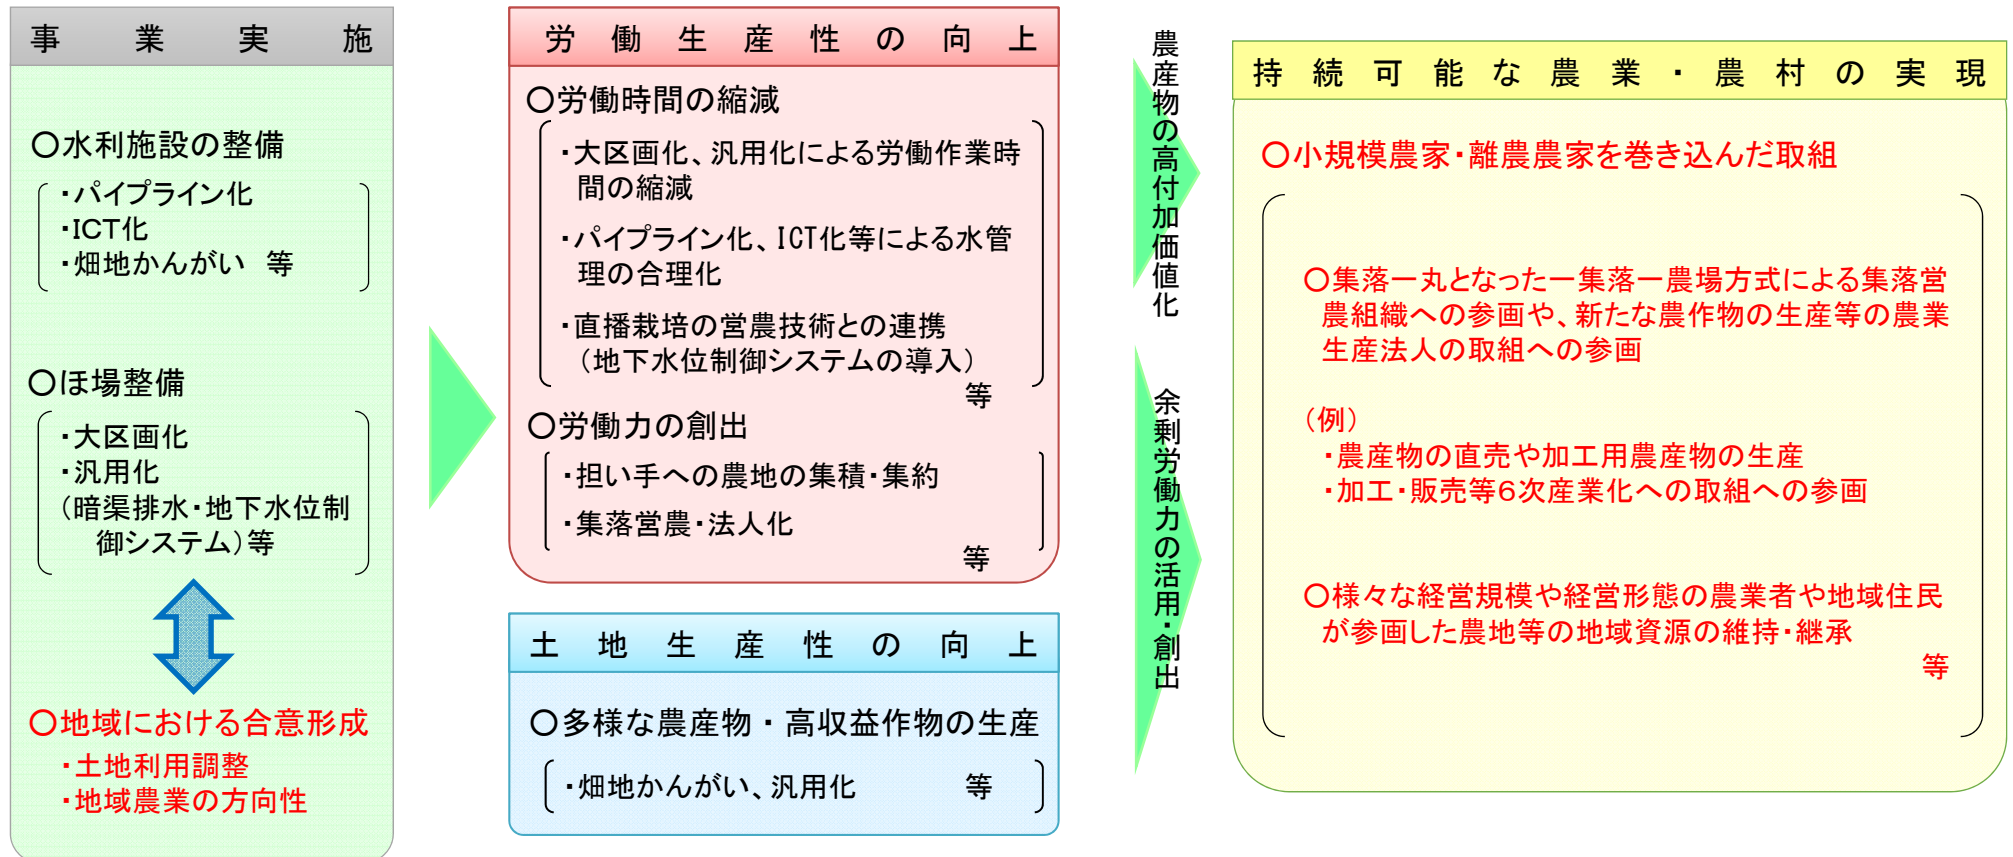 事業実施
〇水利施設の整備
・パイプライン化
・ICT化
・畑地かんがい 等
〇ほ場整備
・大区画化
・汎用化
（暗渠排水・地下水位制
御システム）等
〇地域における合意形成
・土地利用調整
・地域農業の方向性
労働生産性の向上
〇労働時間の縮減
・大区画化、汎用化による労働作業時
間の縮減
・パイプライン化、ICT化等による水管
理の合理化
・直播栽培の営農技術との連携
（地下水位制御システムの導入）
等
〇労働力の創出
・担い手への農地の集積・集約
・集落営農・法人化
等
土地生産性の向上
〇多様な農産物・高収益作物の生産
・畑地かんがい、汎用化 等
農産物の高付加価値化
余剰労働力の活用・創出
持続可能な農業・農村の実現
〇小規模農家・離農農家を巻き込んだ取組
〇集落一丸となった一集落一農場方式による集落営
農組織への参画や、新たな農作物の生産等の農業
生産法人の取組への参画
（例）
・農産物の直売や加工用農産物の生産
・加工・販売等６次産業化への取組への参画
〇様々な経営規模や経営形態の農業者や地域住民
が参画した農地等の地域資源の維持・継承
等